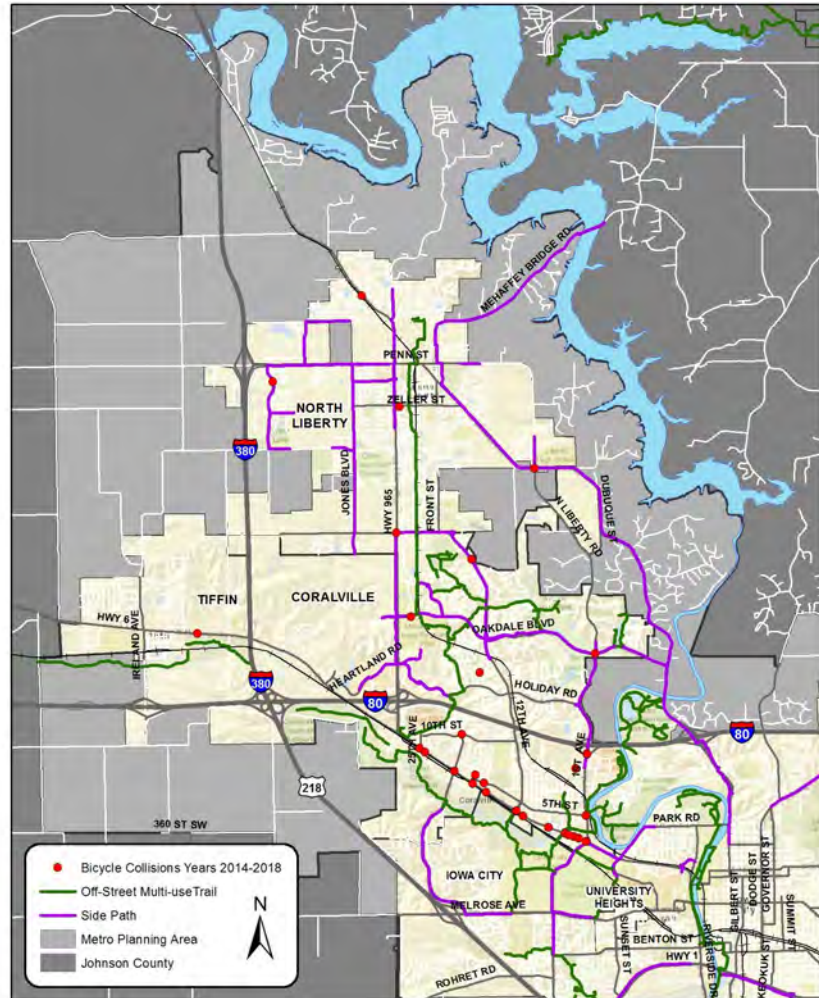 MEHAFFEY BRIDGE RD
PENN ST
NORTH
LIBERTY
ZELLER ST
380
JONES BLVD
HWY 965
FRONT ST
DUBUQUE ST
N LIBERTY RD
TIFFIN
CORALVILLE
HWY 6
IRELAND AVE
OAKDALE BLVD
HEARTLAND RD
380
HOLIDAY RD
80
12TH AVE
10TH ST
25TH AVE
1ST AVE
80
218
5TH ST
360 ST SW
PARK RD
IOWA CITY
UNIVERSITY
HEIGHTS
MELROSE AVE
GILBERT ST
DODGE ST
GOVERNOR ST
SUMMIT ST
SUNSET ST
BENTON ST
RIVERSIDE DR
KEOKUK ST
HWY 1
ROHRET RD
Bicycle Collisions Years 2014-2018
Off-Street Multi-useTrail
Side Path
Metro Planning Area
Johnson County
N